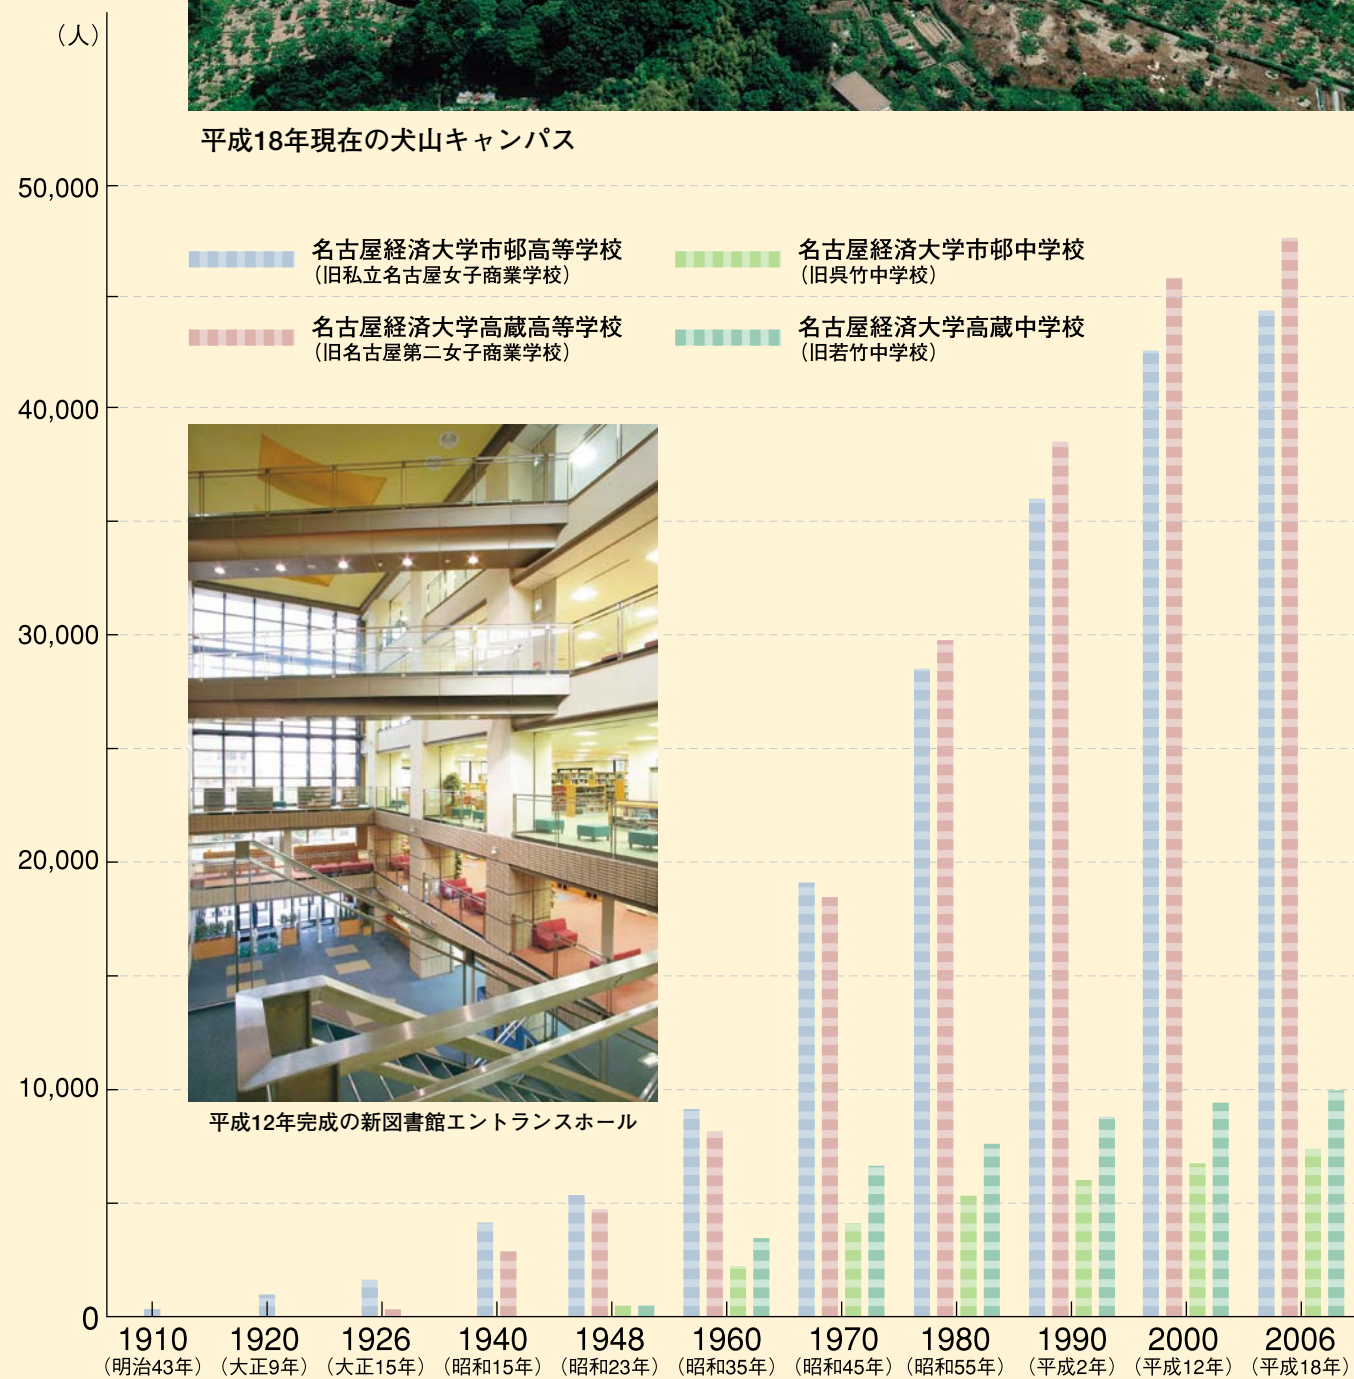 （人）
平成18年現在の犬山キャンパス
50,000
名古屋経済大学市邨高等学校
（旧私立名古屋女子商業学校）
名古屋経済大学市邨中学校
（旧呉竹中学校）
名古屋経済大学高蔵高等学校
（旧名古屋第二女子商業学校）
名古屋経済大学高蔵中学校
（旧若竹中学校）
40,000
30,000
20,000
10,000
平成12年完成の新図書館エントランスホール
0
1910 1920 1926 1940 1948 1960 1970 1980 1990 2000 2006
（明治43年） （大正9年） （大正15年） （昭和15年） （昭和23年） （昭和35年） （昭和45年） （昭和55年） （平成2年） （平成12年） （平成18年）